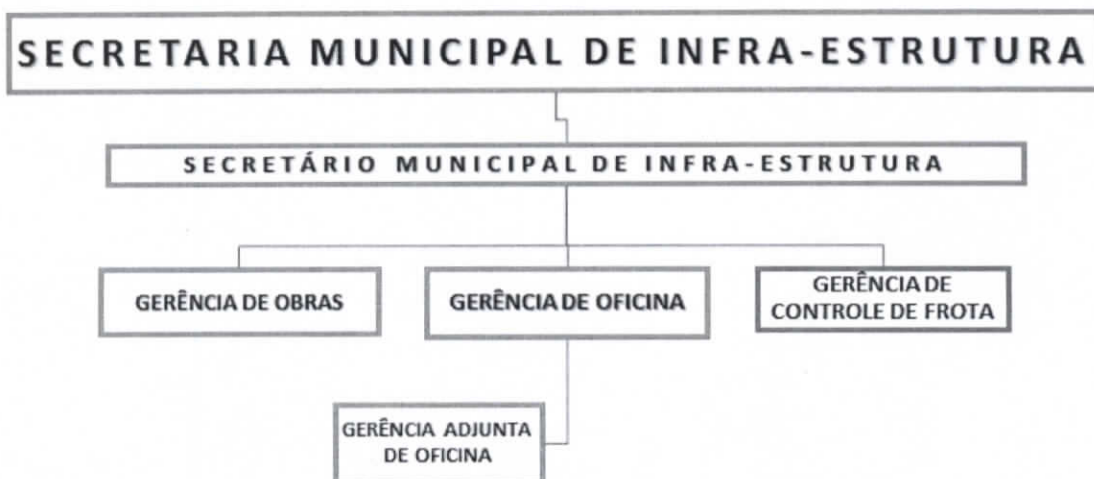 SECRETARIA MUNICIPAL DE INFRA-ESTRUTURA
SECRETÁRIO MUNICIPAL DE INFRA-ESTRUTURA
GERÊNCIA DE OBRAS
GERÊNCIA DE OFICINA
GERÊNCIA DE
CONTROLE DE FROTA
GERÊNCIA ADJUNTA
DE OFICINA